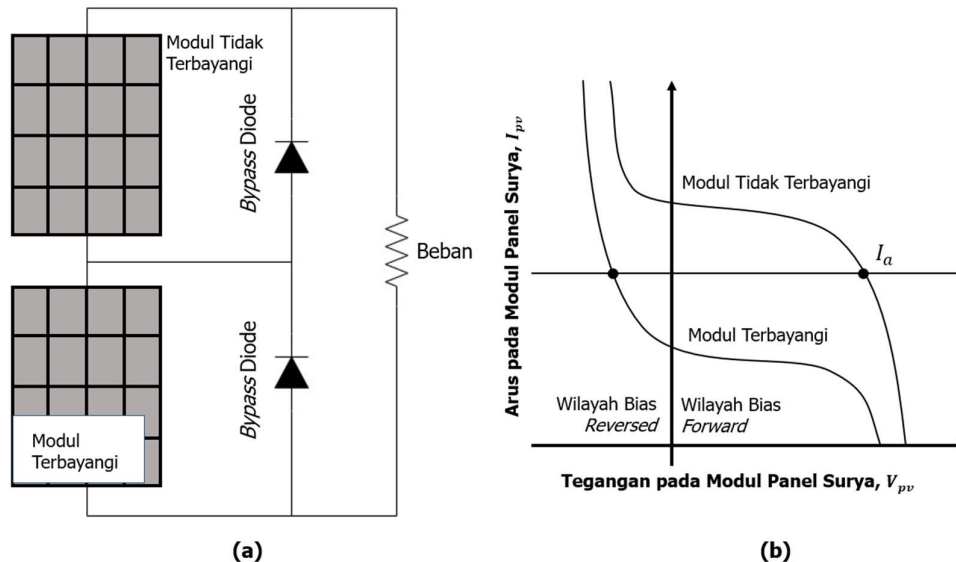 Modul Tidak
Terbayangi
Bypass Diode
Beban
Bypass Diode
Modul
Terbayangi
(a)
Arus pada Modul Panel Surya, I_pv
Modul Tidak Terbayangi
I_a
Modul Terbayangi
Wilayah Bias
Reversed
Wilayah Bias
Forward
Tegangan pada Modul Panel Surya, V_pv
(b)